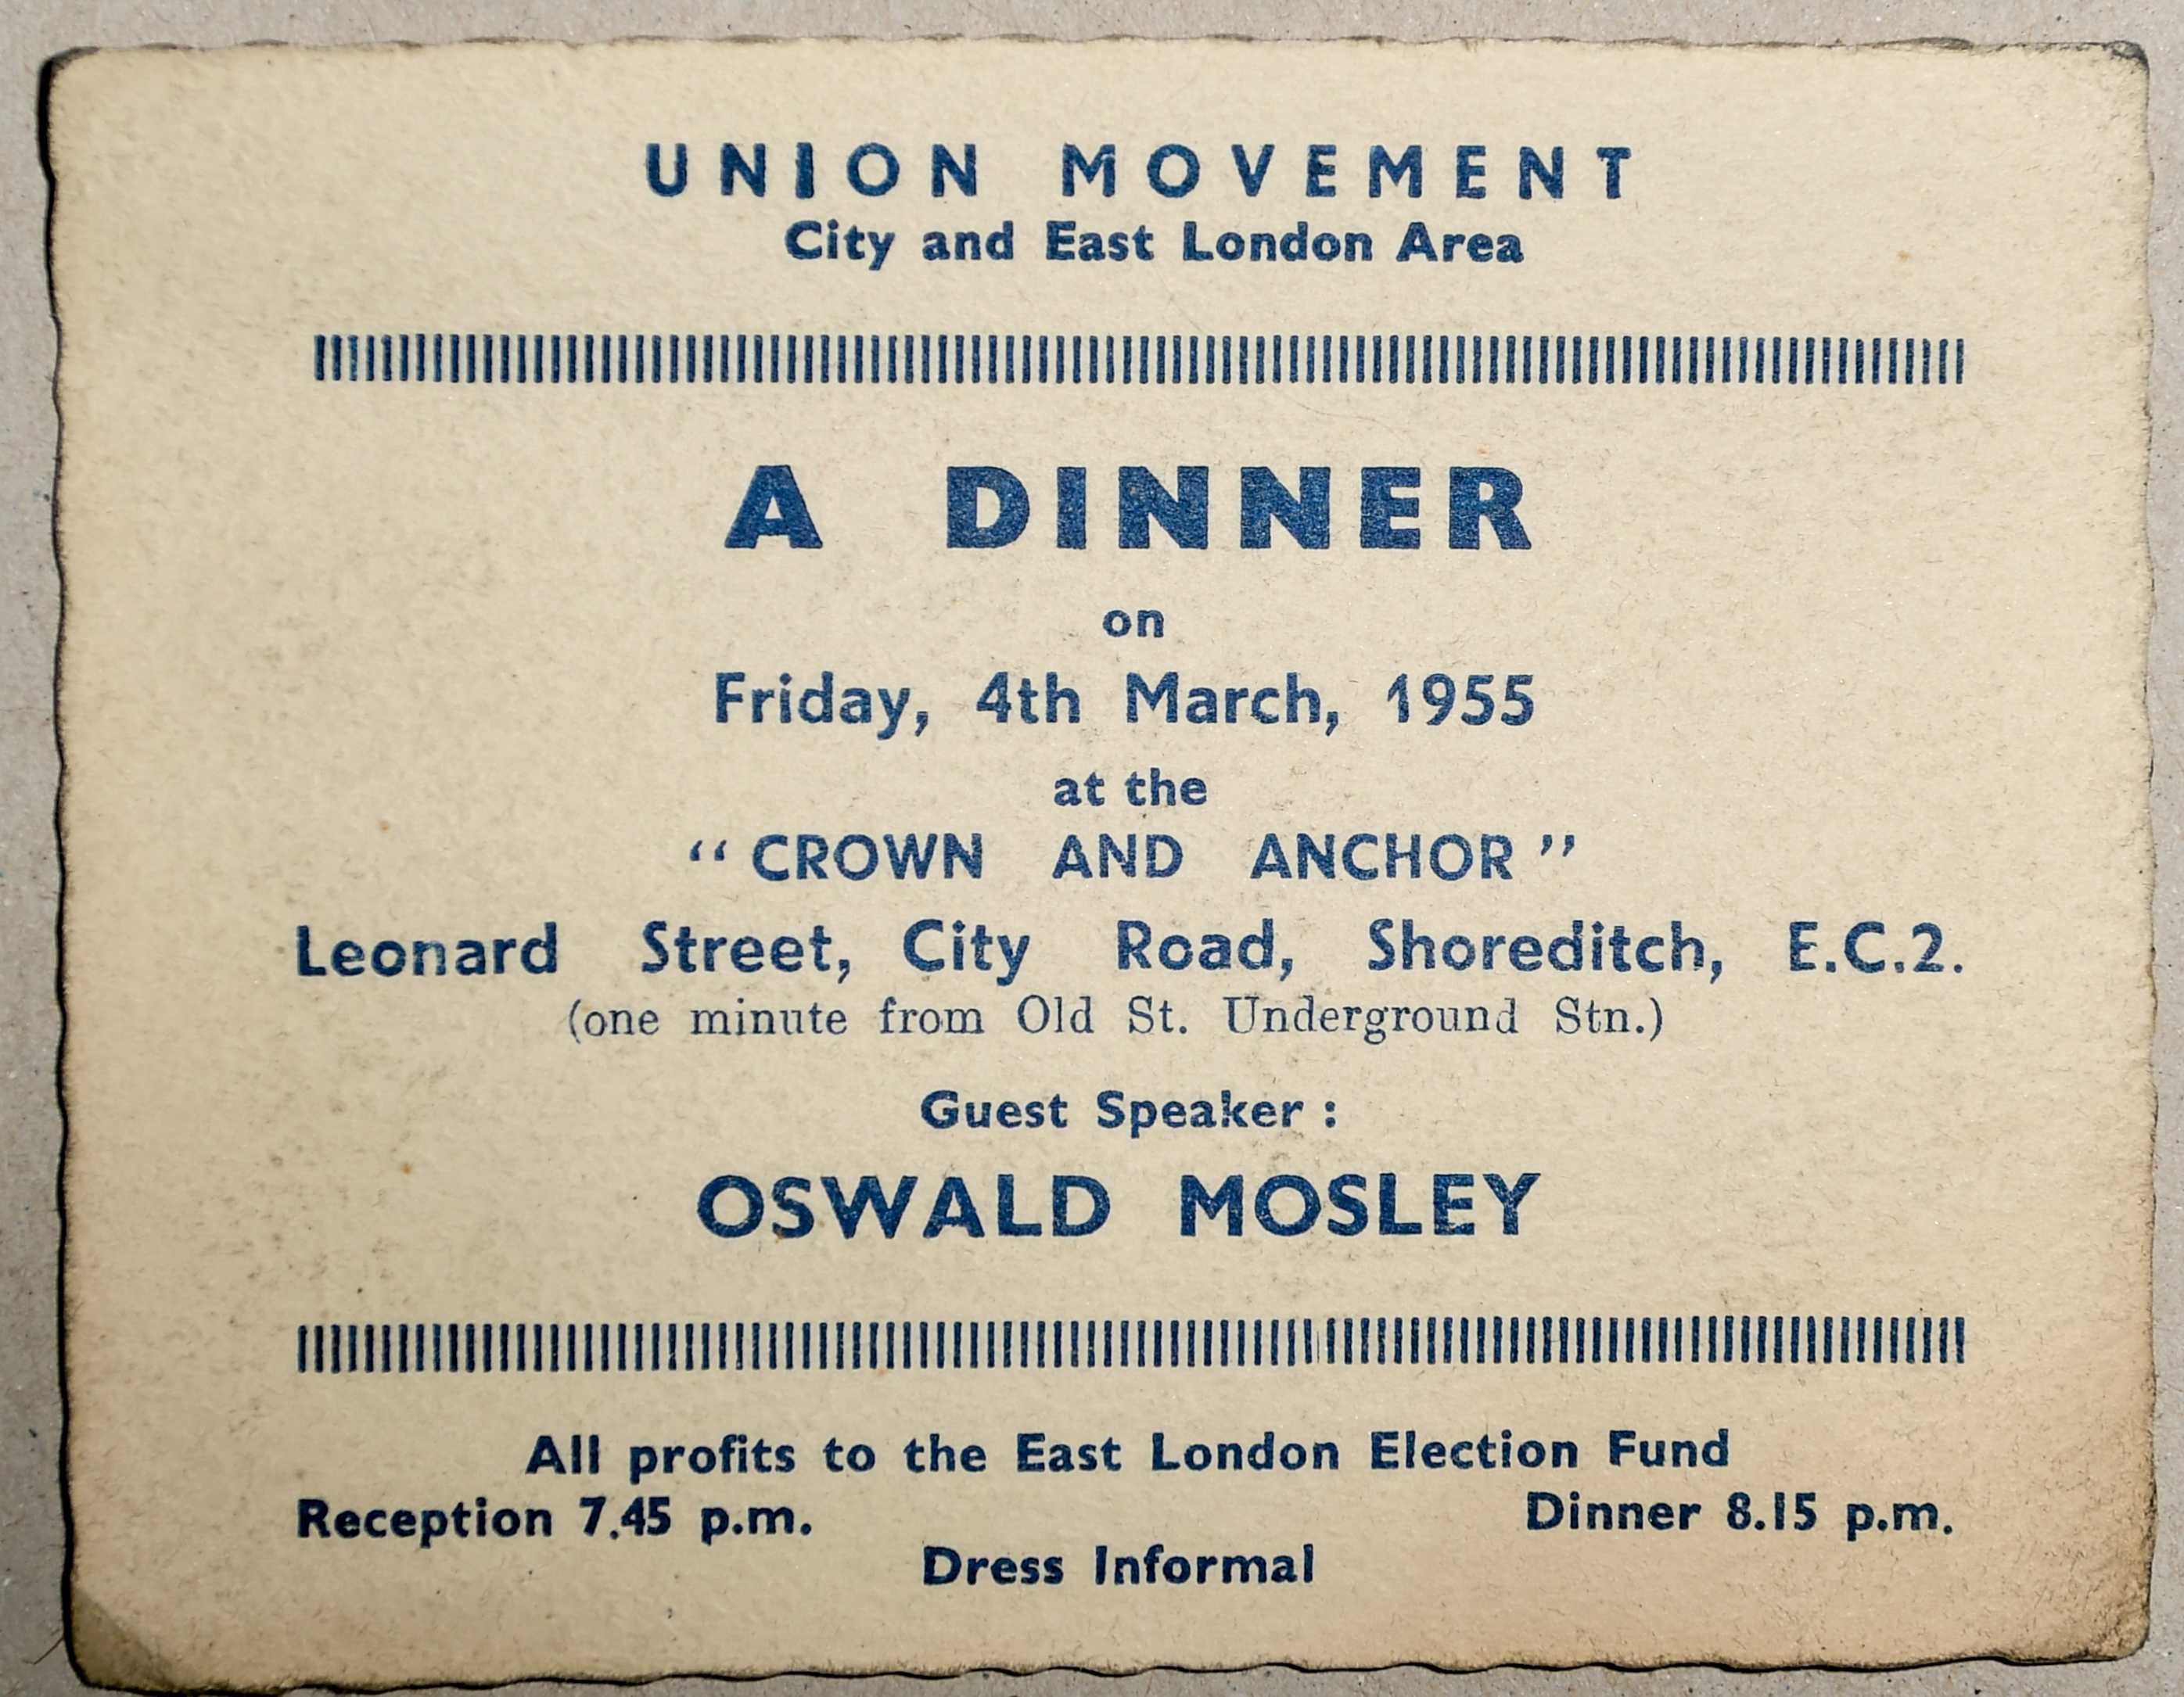 UNION MOVEMENT
City and East London Area
A DINNER
on
Friday, 4th March, 1955
at the
“ CROWN AND ANCHOR ”
Leonard Street, City Road, Shoreditch, E.C.2.
(one minute from Old St. Underground Stn.)
Guest Speaker :
OSWALD MOSLEY
All profits to the East London Election Fund
Reception 7.45 p.m. Dinner 8.15 p.m.
Dress Informal